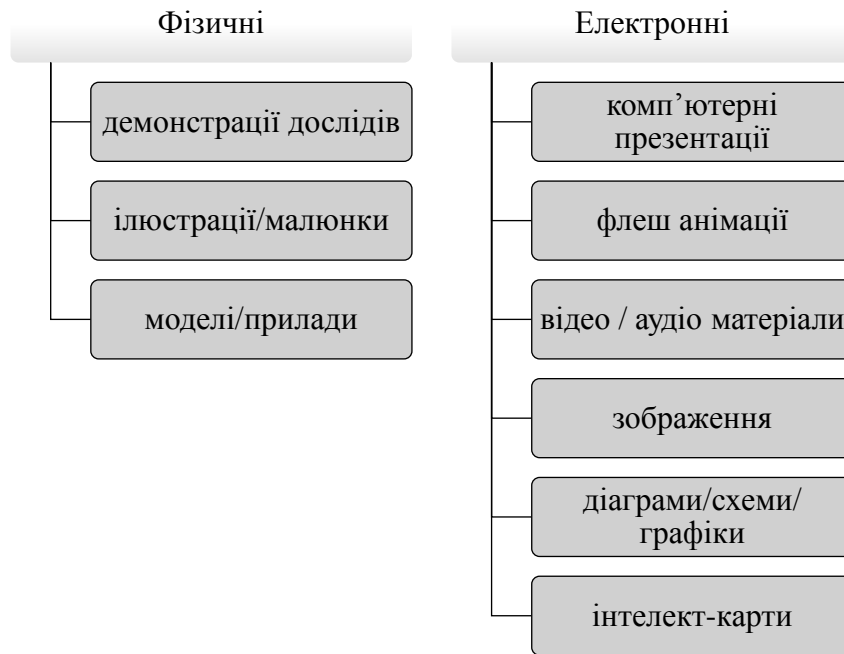 Фізичні
демонстрації дослідів
ілюстрації/малюнки
моделі/прилади
Електронні
комп’ютерні
презентації
флеш анімації
відео / аудіо матеріали
зображення
діаграми/схеми/
графіки
інтелект-карти